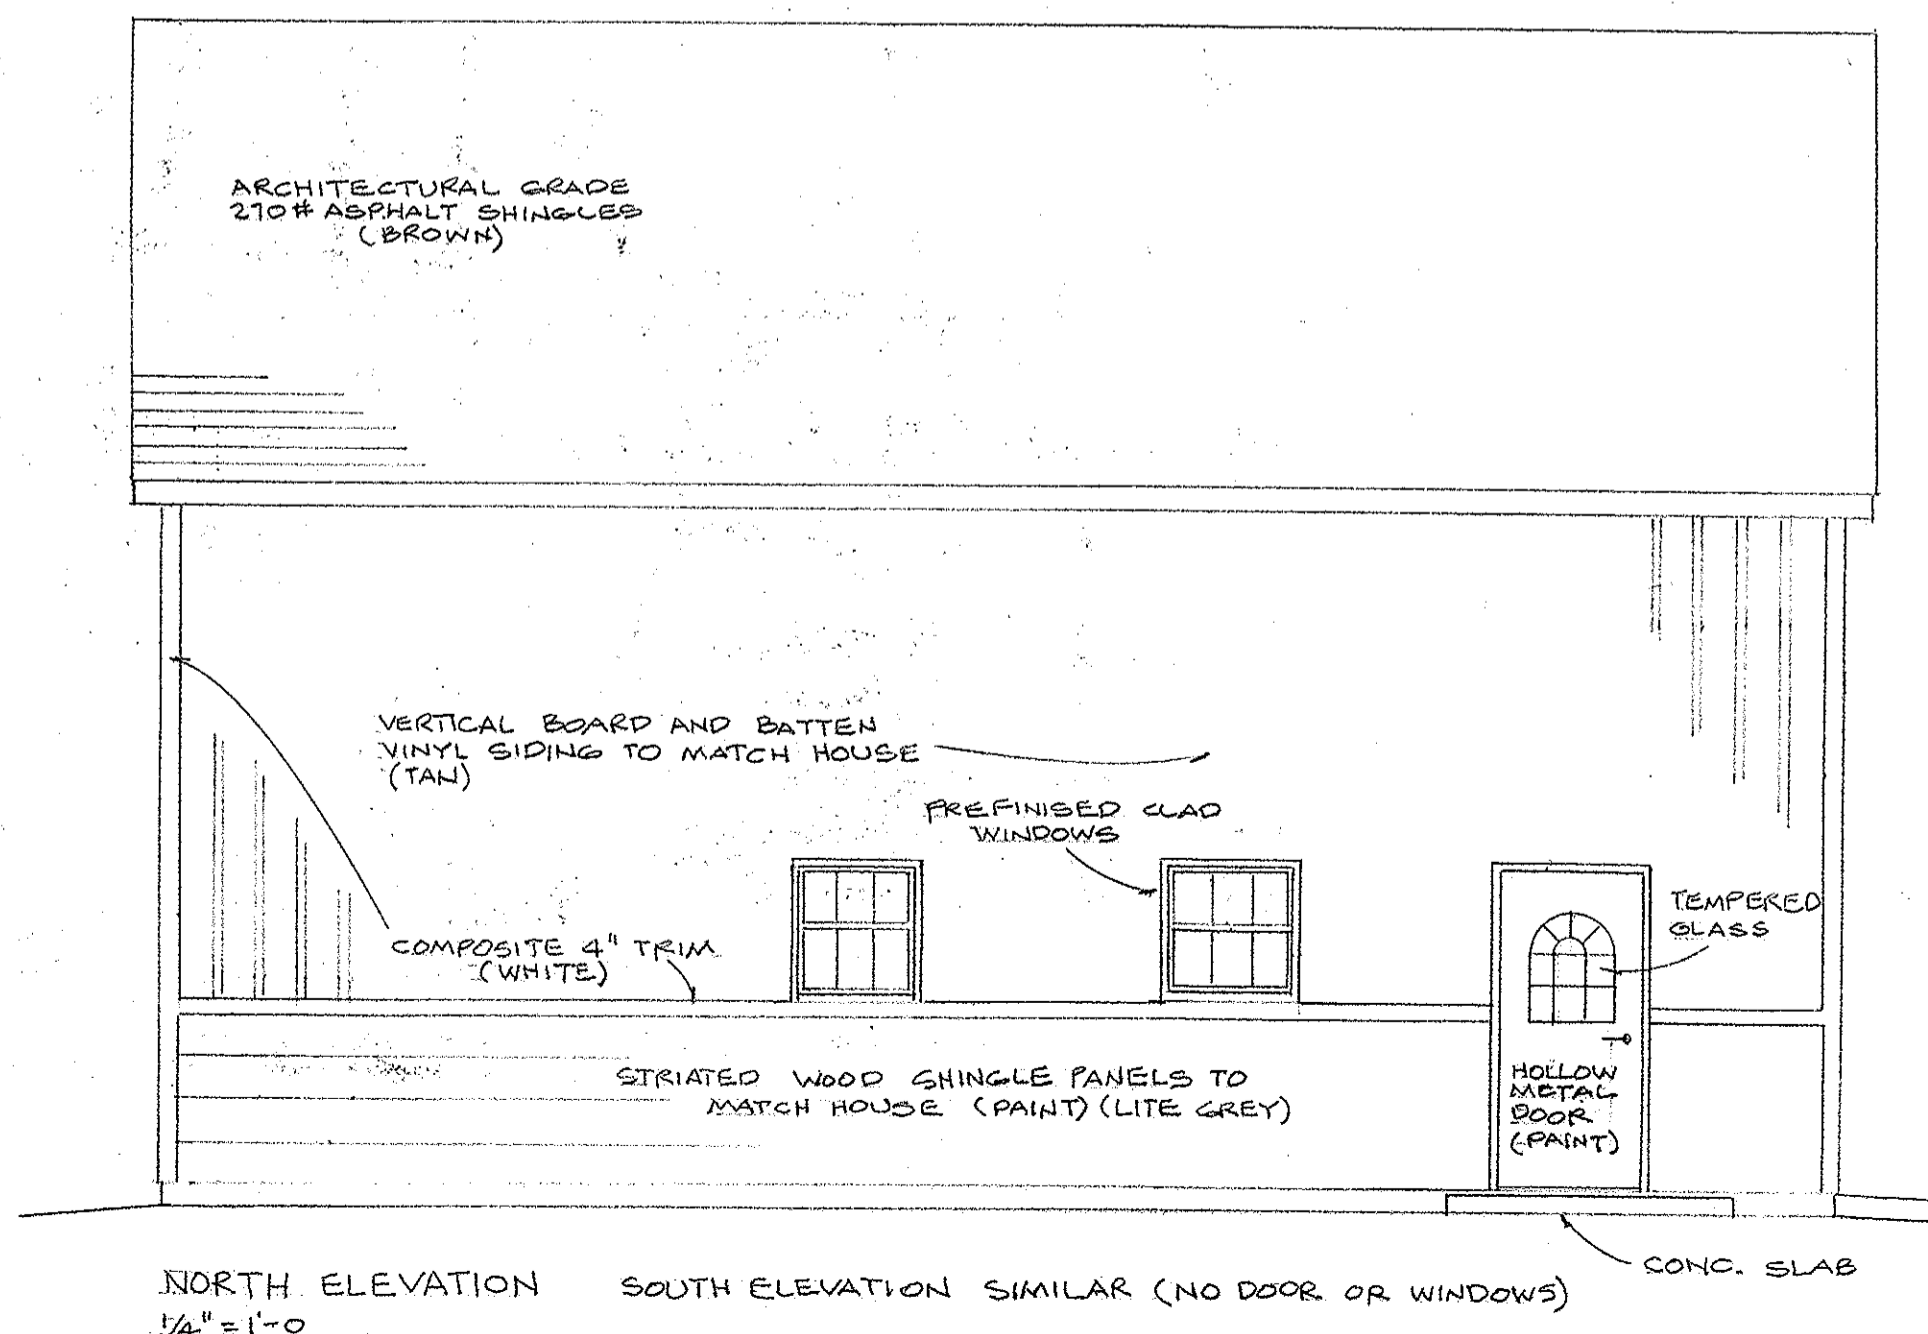 ARCHITECTURAL GRADE
270# ASPHALT SHINGLES
(BROWN)
VERTICAL BOARD AND BATTEN
VINYL SIDING TO MATCH HOUSE
(TAN)
PREFINISED CLAD
WINDOWS
TEMPERED
GLASS
COMPOSITE 4" TRIM
(WHITE)
STRIATED WOOD SHINGLE PANELS TO
MATCH HOUSE (PAINT) (LITE GREY)
HOLLOW
METAL
DOOR
(PAINT)
CONC. SLAB
NORTH ELEVATION SOUTH ELEVATION SIMILAR (NO DOOR OR WINDOWS)
1/4" = 1'-0